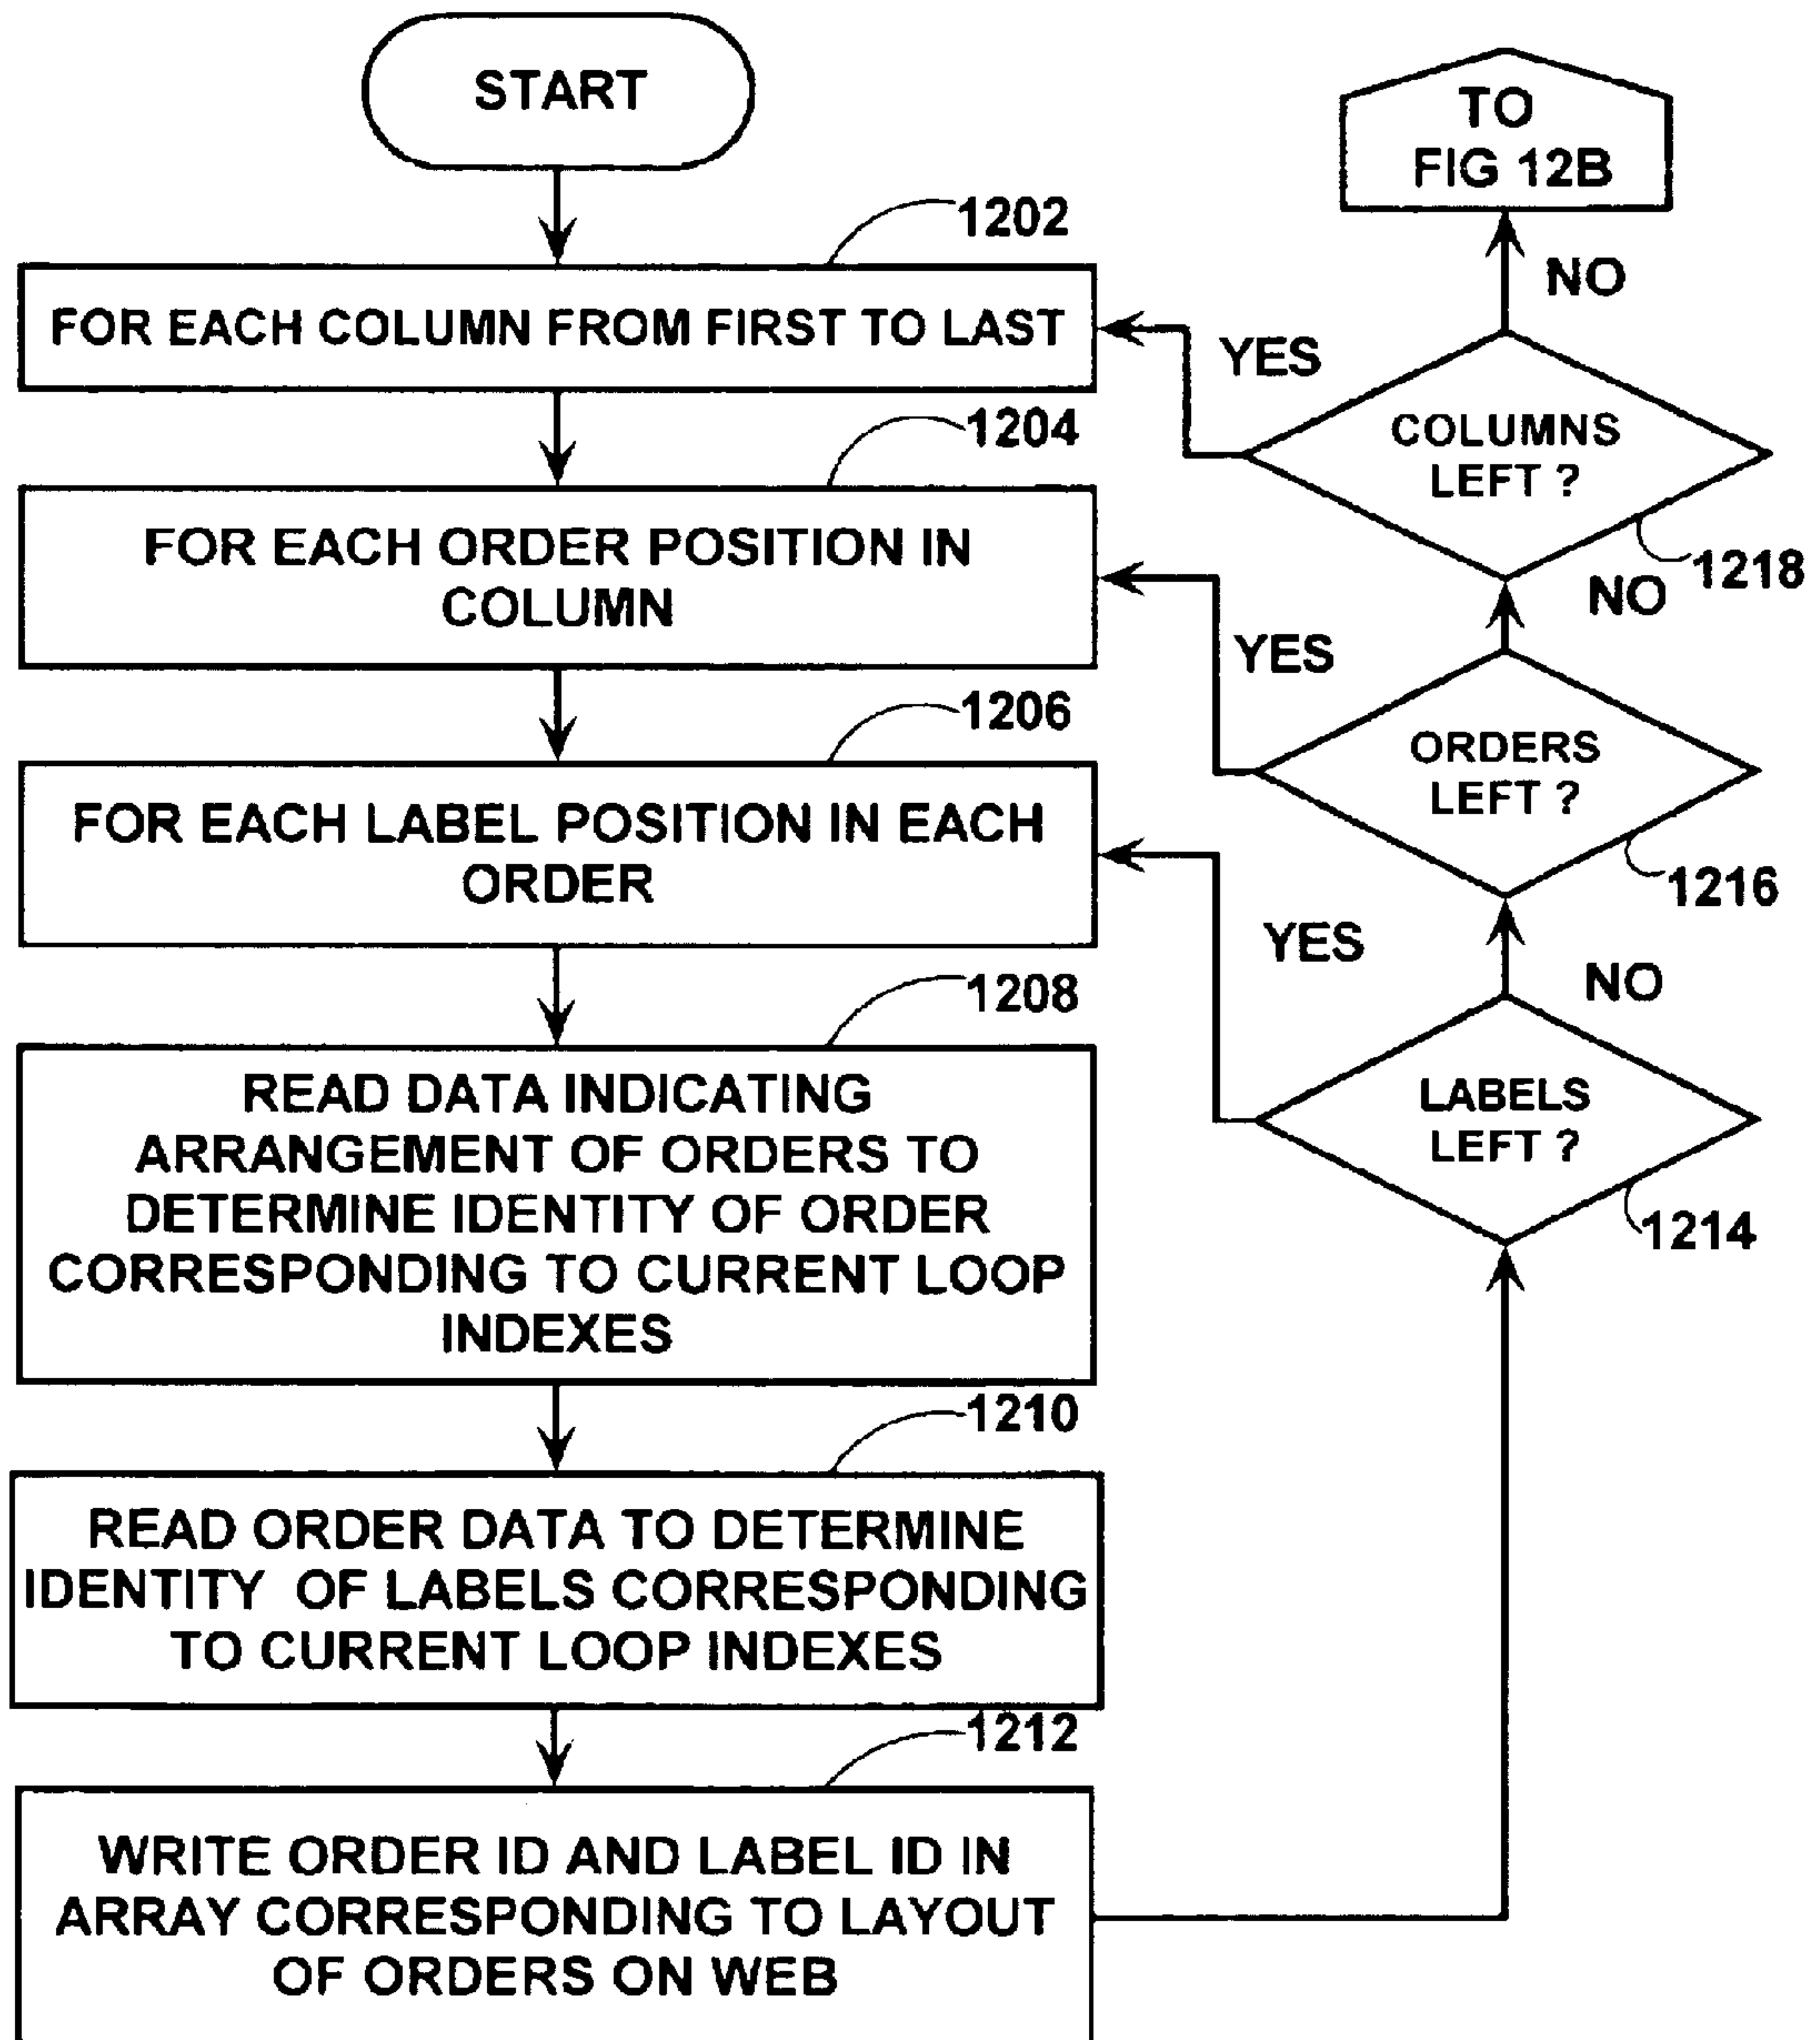 START
1202
FOR EACH COLUMN FROM FIRST TO LAST
1204
FOR EACH ORDER POSITION IN
COLUMN
1206
FOR EACH LABEL POSITION IN EACH
ORDER
1208
READ DATA INDICATING
ARRANGEMENT OF ORDERS TO
DETERMINE IDENTITY OF ORDER
CORRESPONDING TO CURRENT LOOP
INDEXES
1210
READ ORDER DATA TO DETERMINE
IDENTITY OF LABELS CORRESPONDING
TO CURRENT LOOP INDEXES
1212
WRITE ORDER ID AND LABEL ID IN
ARRAY CORRESPONDING TO LAYOUT
OF ORDERS ON WEB
LABELS
LEFT ?
1214
YES
NO
ORDERS
LEFT ?
1216
YES
NO
COLUMNS
LEFT ?
1218
YES
NO
TO
FIG 12B